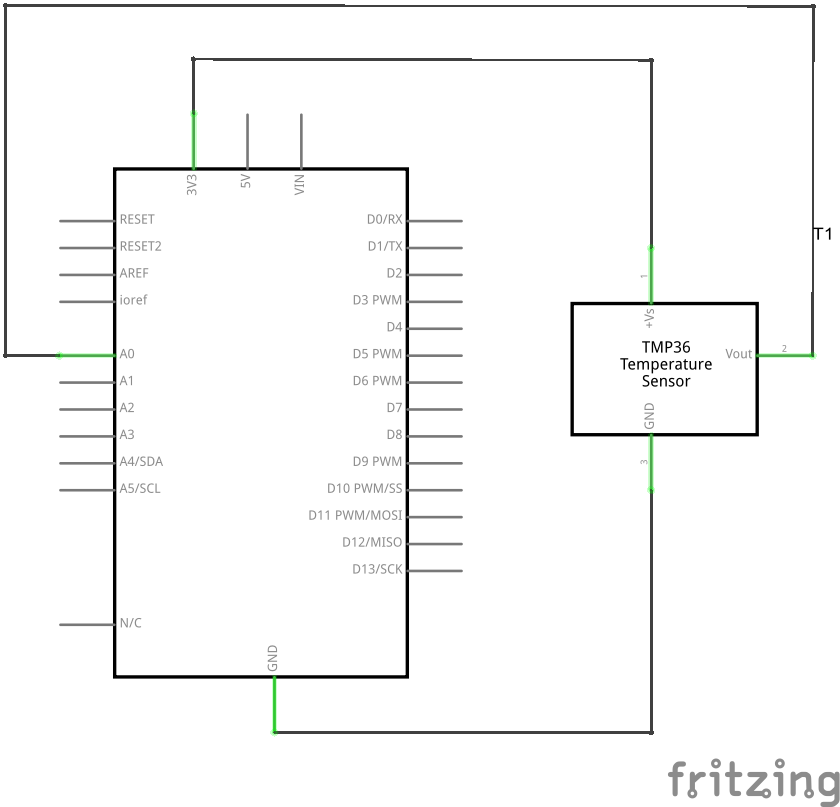 3V3
5V
VIN
RESET
RESET2
AREF
ioref
A0
A1
A2
A3
A4/SDA
A5/SCL
N/C
D0/RX
D1/TX
D2
D3 PWM
D4
D5 PWM
D6 PWM
D7
D8
D9 PWM
D10 PWM/SS
D11 PWM/MOSI
D12/MISO
D13/SCK
GND
T1
1
+Vs
TMP36
Temperature
Sensor
Vout
2
GND
3
fritzing